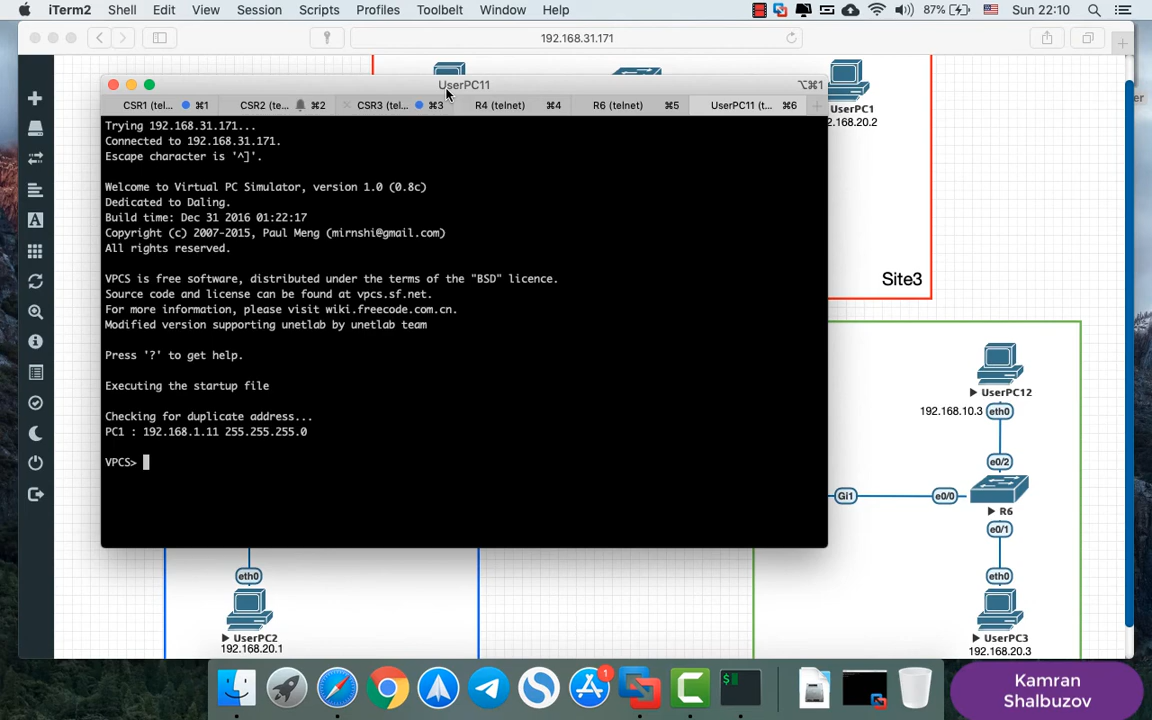 iTerm2 Shell Edit View Session Scripts Profiles Toolbelt Window Help 87% Sun 22:10
192.168.31.171
UserPC11
⌥⌘1
CSR1 (tel... ⌘1 CSR2 (te... ⌘2 CSR3 (tel... ⌘3 R4 (telnet) ⌘4 R6 (telnet) ⌘5 UserPC11 (t... ⌘6
Trying 192.168.31.171...
Connected to 192.168.31.171.
Escape character is '^]'.
Welcome to Virtual PC Simulator, version 1.0 (0.8c)
Dedicated to Daling.
Build time: Dec 31 2016 01:22:17
Copyright (c) 2007-2015, Paul Meng (mirnshi@gmail.com)
All rights reserved.
VPCS is free software, distributed under the terms of the "BSD" licence.
Source code and license can be found at vpcs.sf.net.
For more information, please visit wiki.freecode.com.cn.
Modified version supporting unetlab by unetlab team
Press '?' to get help.
Executing the startup file
Checking for duplicate address...
PC1 : 192.168.1.11 255.255.255.0
VPCS>
UserPC1
.168.20.2
Site3
UserPC12
192.168.10.3
eth0
e0/2
Gi1
e0/0
R6
e0/1
eth0
UserPC3
192.168.20.3
eth0
UserPC2
192.168.20.1
1
Kamran
Shalbuzov